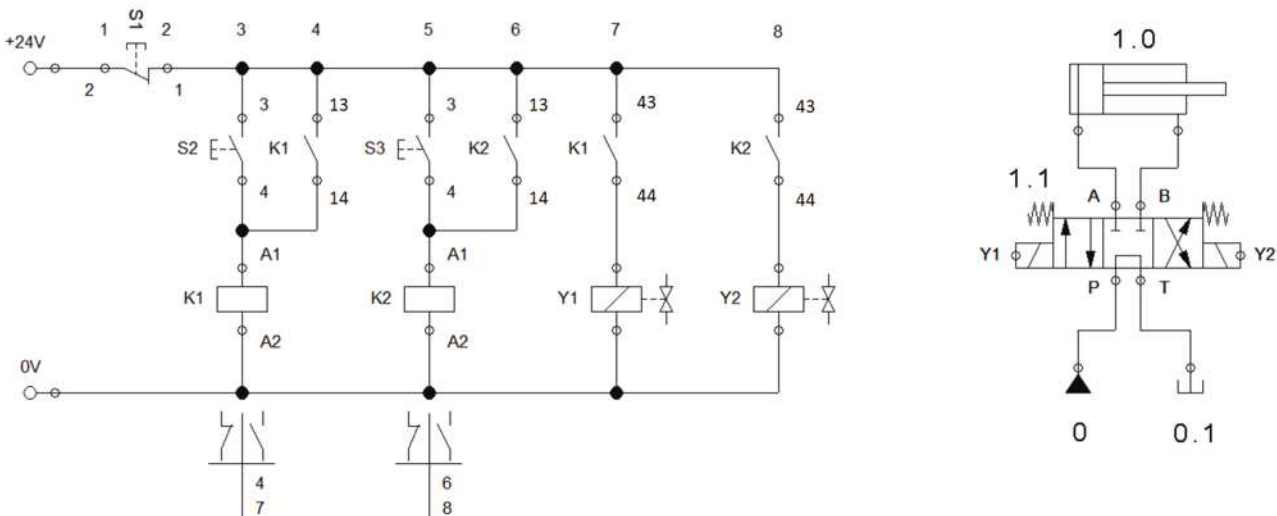 S1
1 2 3 4 5 6 7 8
+24V
2 1
3 13 3 13 43 43
S2 K1 S3 K2 K1 K2
4 14 4 14 44 44
A1 A1
K1 K2 Y1 Y2
A2 A2
0V
4 6
7 8
1.0
1.1 A B
Y1 Y2
P T
0 0.1